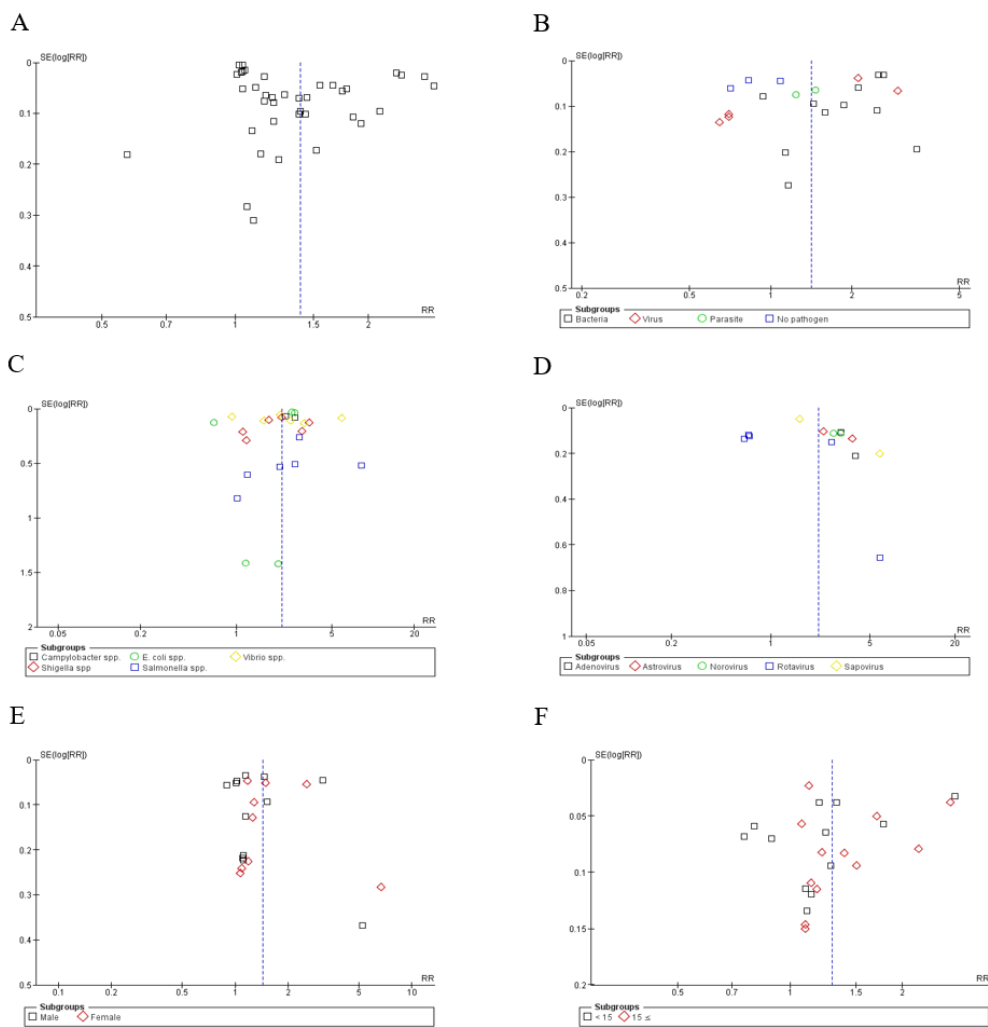 A
SE(log[RR])
0
0.1
0.2
0.3
0.4
0.5
RR
0.5 0.7 1 1.5 2
B
SE(log[RR])
0
0.1
0.2
0.3
0.4
0.5
RR
0.2 0.5 1 2 5
Subgroups
Bacteria Virus Parasite No pathogen
C
SE(log[RR])
0
0.5
1
1.5
2
RR
0.05 0.2 1 5 20
Subgroups
Campylobacter spp. E. coli spp. Vibrio spp.
Shigella spp Salmonella spp.
D
SE(log[RR])
0
0.2
0.4
0.6
0.8
1
RR
0.05 0.2 1 5 20
Subgroups
Adenovirus Astrovirus Norovirus Rotavirus Sapovirus
E
SE(log[RR])
0
0.1
0.2
0.3
0.4
0.5
RR
0.1 0.2 0.5 1 2 5 10
Subgroups
Male Female
F
SE(log[RR])
0
0.05
0.1
0.15
0.2
RR
0.5 0.7 1 1.5 2
Subgroups
< 15 15 ≤